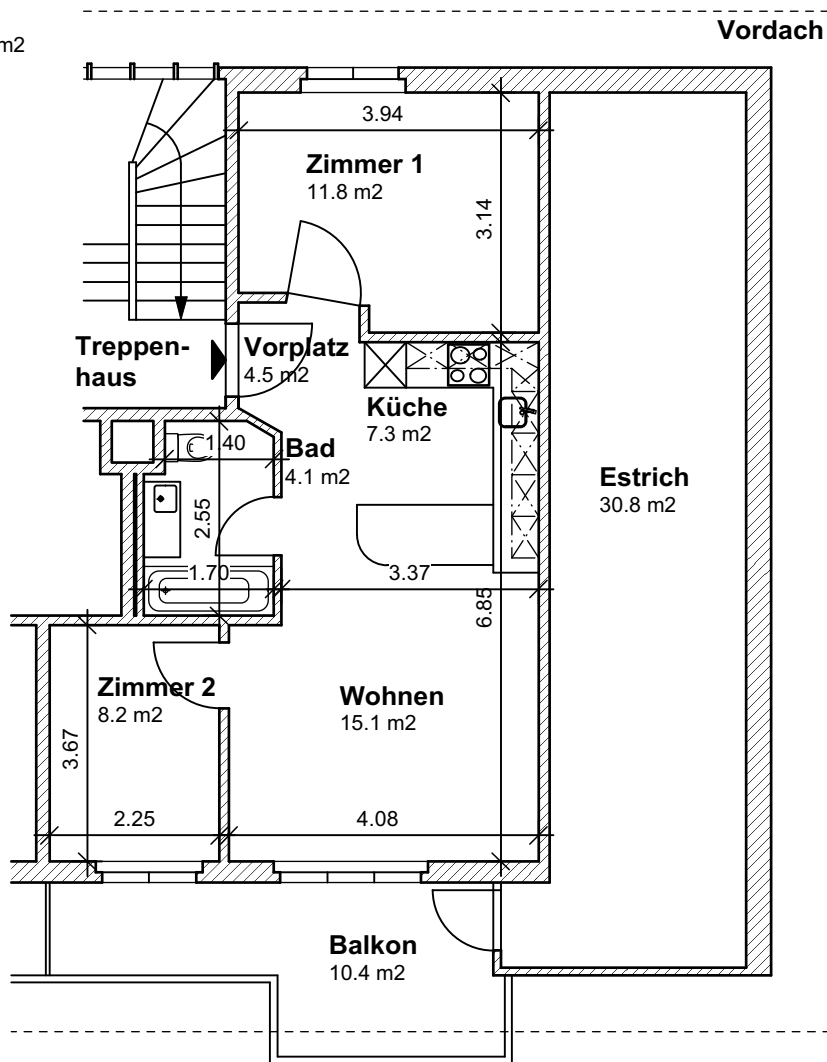 Vordach
m2
3.94
Zimmer 1
11.8 m2
3.14
Treppen-
haus
Vorplatz
4.5 m2
Küche
7.3 m2
1.40
Bad
4.1 m2
Estrich
30.8 m2
2.55
1.70
3.37
6.85
Zimmer 2
8.2 m2
Wohnen
15.1 m2
3.67
2.25
4.08
Balkon
10.4 m2